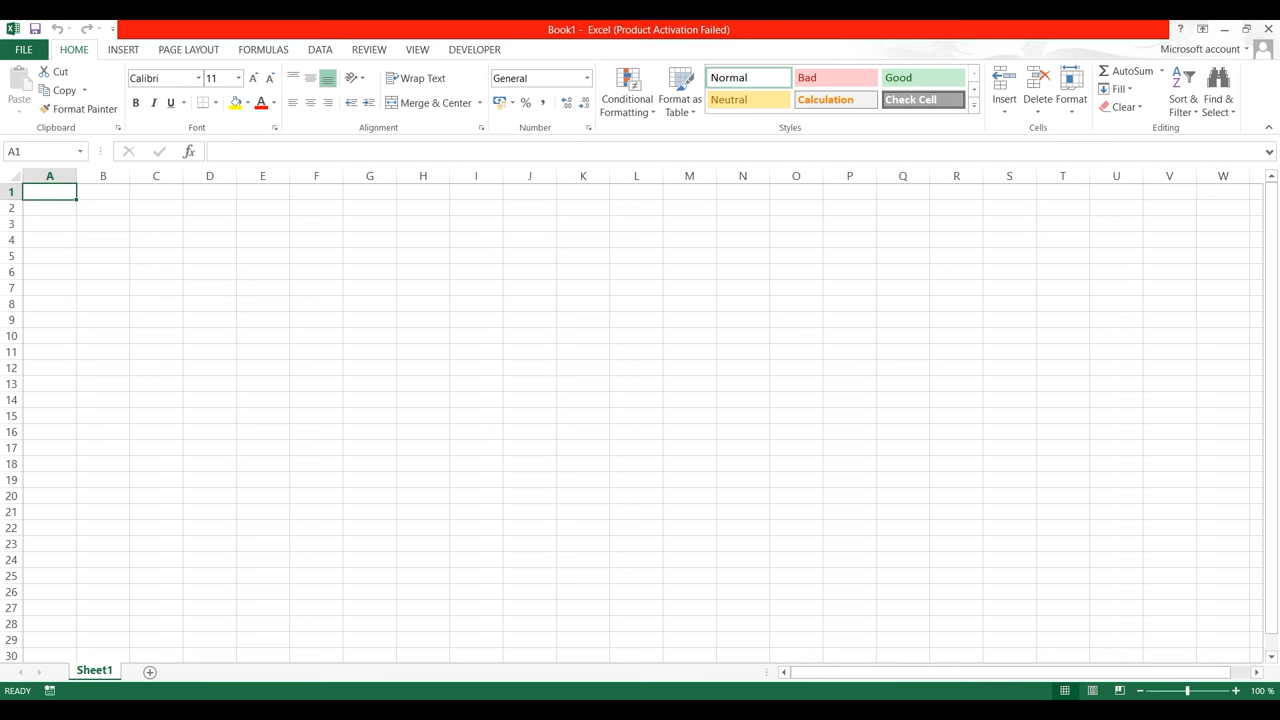 Book1 -  Excel (Product Activation Failed)
FILE HOME INSERT PAGE LAYOUT FORMULAS DATA REVIEW VIEW DEVELOPER Microsoft account
Paste
Cut
Copy
Format Painter
Clipboard
Calibri 11
B I U A
Font
Wrap Text
Merge & Center
Alignment
General
%
Number
Conditional Formatting
Format as Table
Normal Bad Good
Neutral Calculation Check Cell
Styles
Insert Delete Format
Cells
AutoSum
Fill
Clear
Sort & Filter
Find & Select
Editing
A1 fx
A B C D E F G H I J K L M N O P Q R S T U V W
1
2
3
4
5
6
7
8
9
10
11
12
13
14
15
16
17
18
19
20
21
22
23
24
25
26
27
28
29
30
Sheet1
READY 100 %